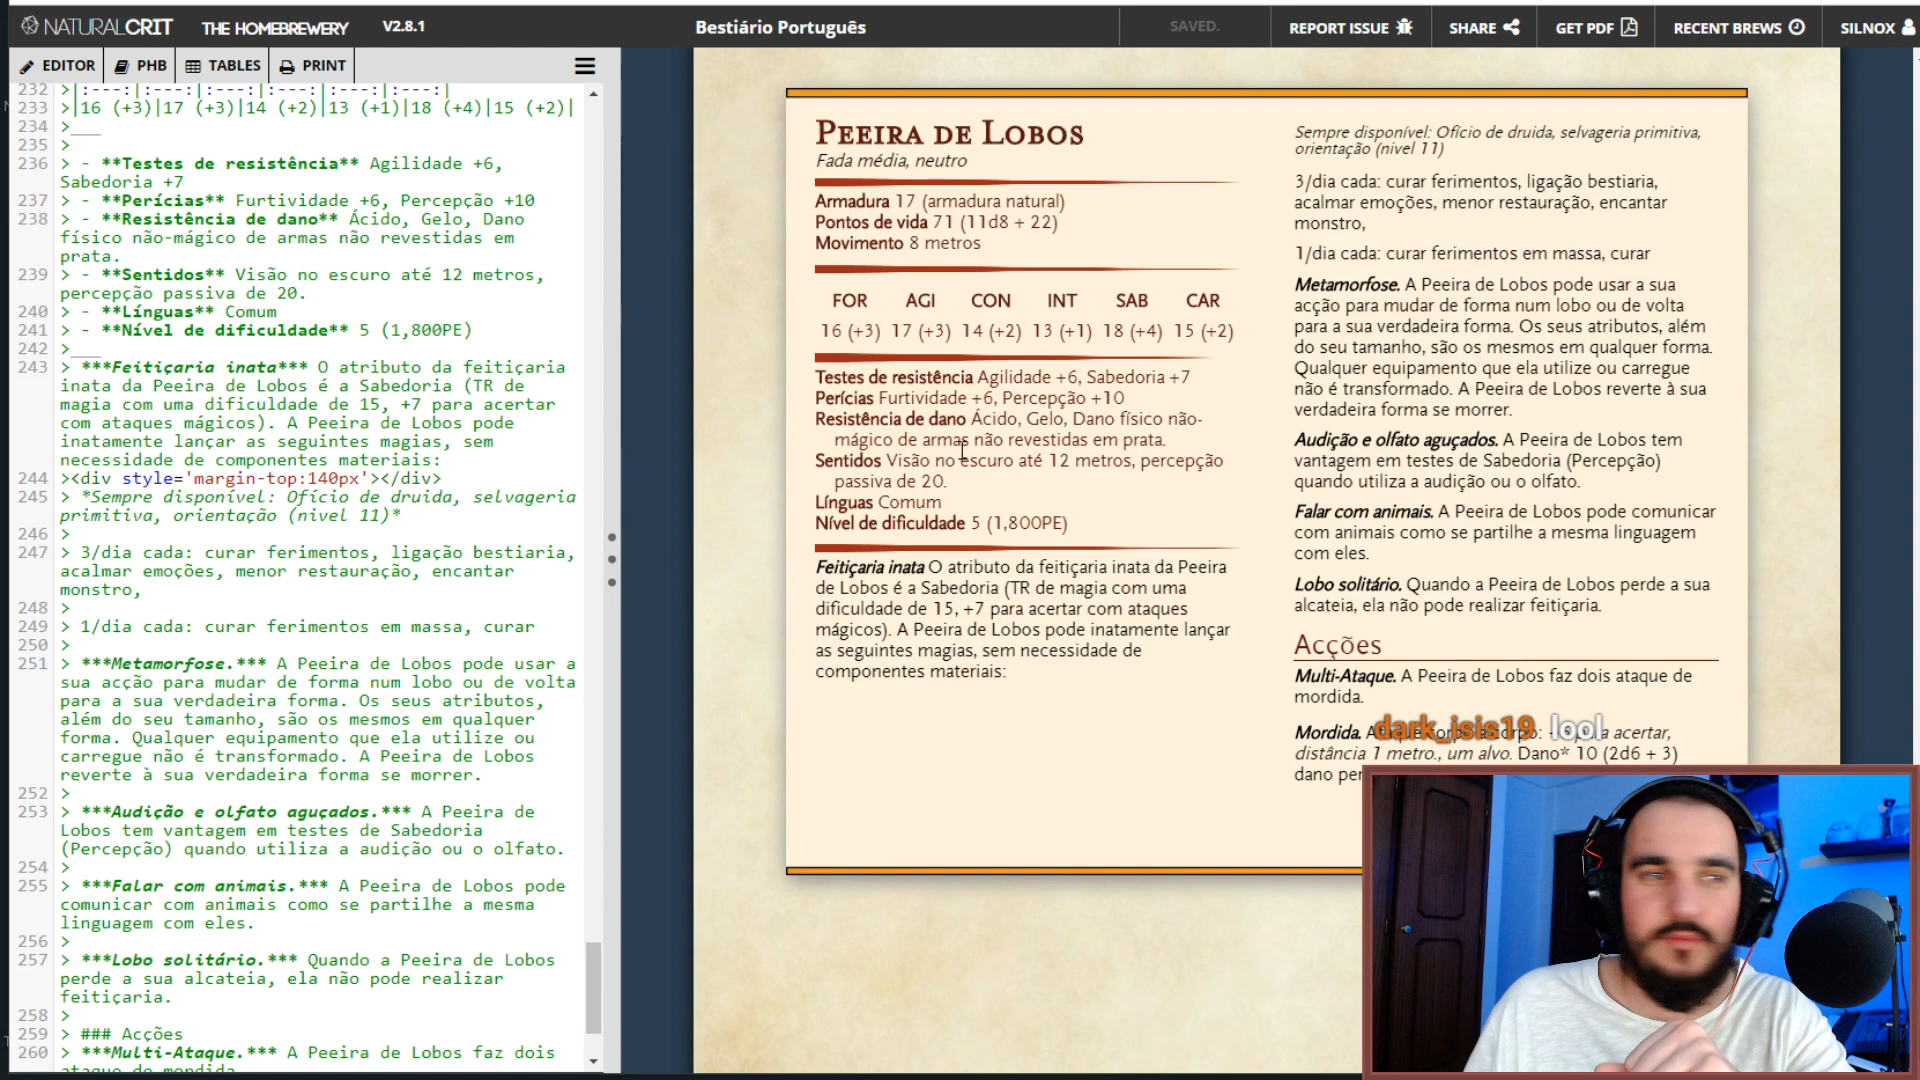 NATURALCRIT THE HOMEBREWERY V2.8.1 Bestiário Português SAVED. REPORT ISSUE SHARE GET PDF RECENT BREWS SILNOX
EDITOR PHB TABLES PRINT
232 >|:---:|:---:|:---:|:---:|:---:|:---:|
233 >|16 (+3)|17 (+3)|14 (+2)|13 (+1)|18 (+4)|15 (+2)|
234 >___
235 >
236 > - **Testes de resistência** Agilidade +6,
Sabedoria +7
237 > - **Perícias** Furtividade +6, Percepção +10
238 > - **Resistência de dano** Ácido, Gelo, Dano
físico não-mágico de armas não revestidas em
prata.
239 > - **Sentidos** Visão no escuro até 12 metros,
percepção passiva de 20.
240 > - **Línguas** Comum
241 > - **Nível de dificuldade** 5 (1,800PE)
242 >___
243 > ***Feitiçaria inata*** O atributo da feitiçaria
inata da Peeira de Lobos é a Sabedoria (TR de
magia com uma dificuldade de 15, +7 para acertar
com ataques mágicos). A Peeira de Lobos pode
inatamente lançar as seguintes magias, sem
necessidade de componentes materiais:
244 ><div style='margin-top:140px'></div>
245 > *Sempre disponível: Ofício de druida, selvageria
primitiva, orientação (nivel 11)*
246 >
247 > 3/dia cada: curar ferimentos, ligação bestiaria,
acalmar emoções, menor restauração, encantar
monstro,
248 >
249 > 1/dia cada: curar ferimentos em massa, curar
250 >
251 > ***Metamorfose.*** A Peeira de Lobos pode usar a
sua acção para mudar de forma num lobo ou de volta
para a sua verdadeira forma. Os seus atributos,
além do seu tamanho, são os mesmos em qualquer
forma. Qualquer equipamento que ela utilize ou
carregue não é transformado. A Peeira de Lobos
reverte à sua verdadeira forma se morrer.
252 >
253 > ***Audição e olfato aguçados.*** A Peeira de
Lobos tem vantagem em testes de Sabedoria
(Percepção) quando utiliza a audição ou o olfato.
254 >
255 > ***Falar com animais.*** A Peeira de Lobos pode
comunicar com animais como se partilhe a mesma
linguagem com eles.
256 >
257 > ***Lobo solitário.*** Quando a Peeira de Lobos
perde a sua alcateia, ela não pode realizar
feitiçaria.
258 >
259 > ### Acções
260 > ***Multi-Ataque.*** A Peeira de Lobos faz dois
ataque de mordida.
Peeira de Lobos
Fada média, neutro
Armadura 17 (armadura natural)
Pontos de vida 71 (11d8 + 22)
Movimento 8 metros
FOR AGI CON INT SAB CAR
16 (+3) 17 (+3) 14 (+2) 13 (+1) 18 (+4) 15 (+2)
Testes de resistência Agilidade +6, Sabedoria +7
Perícias Furtividade +6, Percepção +10
Resistência de dano Ácido, Gelo, Dano físico não-
mágico de armas não revestidas em prata.
Sentidos Visão no escuro até 12 metros, percepção
passiva de 20.
Línguas Comum
Nível de dificuldade 5 (1,800PE)
Feitiçaria inata O atributo da feitiçaria inata da Peeira
de Lobos é a Sabedoria (TR de magia com uma
dificuldade de 15, +7 para acertar com ataques
mágicos). A Peeira de Lobos pode inatamente lançar
as seguintes magias, sem necessidade de
componentes materiais:
Sempre disponível: Ofício de druida, selvageria primitiva,
orientação (nivel 11)
3/dia cada: curar ferimentos, ligação bestiaria,
acalmar emoções, menor restauração, encantar
monstro,
1/dia cada: curar ferimentos em massa, curar
Metamorfose. A Peeira de Lobos pode usar a sua
acção para mudar de forma num lobo ou de volta
para a sua verdadeira forma. Os seus atributos, além
do seu tamanho, são os mesmos em qualquer forma.
Qualquer equipamento que ela utilize ou carregue
não é transformado. A Peeira de Lobos reverte à sua
verdadeira forma se morrer.
Audição e olfato aguçados. A Peeira de Lobos tem
vantagem em testes de Sabedoria (Percepção)
quando utiliza a audição ou o olfato.
Falar com animais. A Peeira de Lobos pode comunicar
com animais como se partilhe a mesma linguagem
com eles.
Lobo solitário. Quando a Peeira de Lobos perde a sua
alcateia, ela não pode realizar feitiçaria.
Acções
Multi-Ataque. A Peeira de Lobos faz dois ataque de
mordida.
dark_isis19 lool
Mordida. acertar,
distância 1 metro., um alvo. Dano* 10 (2d6 + 3)
dano